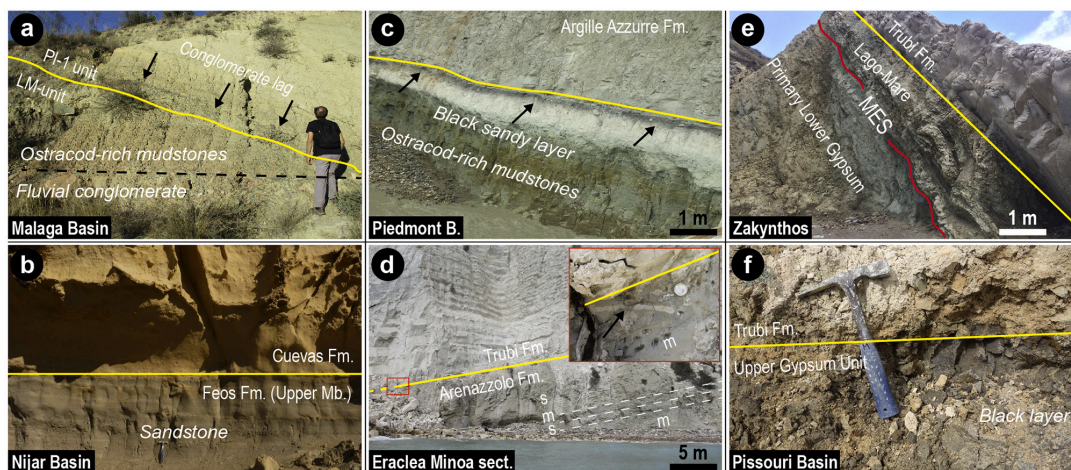 a
Pl-1 unit
LM-unit
Conglomerate lag
Ostracod-rich mudstones
Fluvial conglomerate
Malaga Basin
c
Argille Azzurre Fm.
Black sandy layer
Ostracod-rich mudstones
1 m
Piedmont B.
e
Trubi Fm.
Lago-Mare
MES
Primary Lower Gypsum
1 m
Zakynthos
b
Cuevas Fm.
Feos Fm. (Upper Mb.)
Sandstone
Nijar Basin
d
m
Trubi Fm.
Arenazzolo Fm.
s
m
s
m
5 m
Eraclea Minoa sect.
f
Trubi Fm.
Upper Gypsum Unit
Black layer
Pissouri Basin